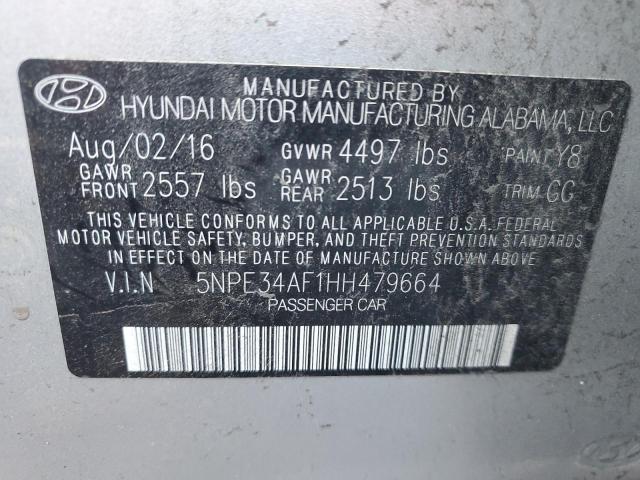 MANUFACTURED BY
HYUNDAI MOTOR MANUFACTURING ALABAMA, LLC
Aug/02/16 GVWR 4497 lbs PAINT Y8
GAWR FRONT 2557 lbs GAWR REAR 2513 lbs TRIM CG
THIS VEHICLE CONFORMS TO ALL APPLICABLE U.S.A. FEDERAL
MOTOR VEHICLE SAFETY, BUMPER, AND THEFT PREVENTION STANDARDS
IN EFFECT ON THE DATE OF MANUFACTURE SHOWN ABOVE.
V.I.N 5NPE34AF1HH479664
PASSENGER CAR